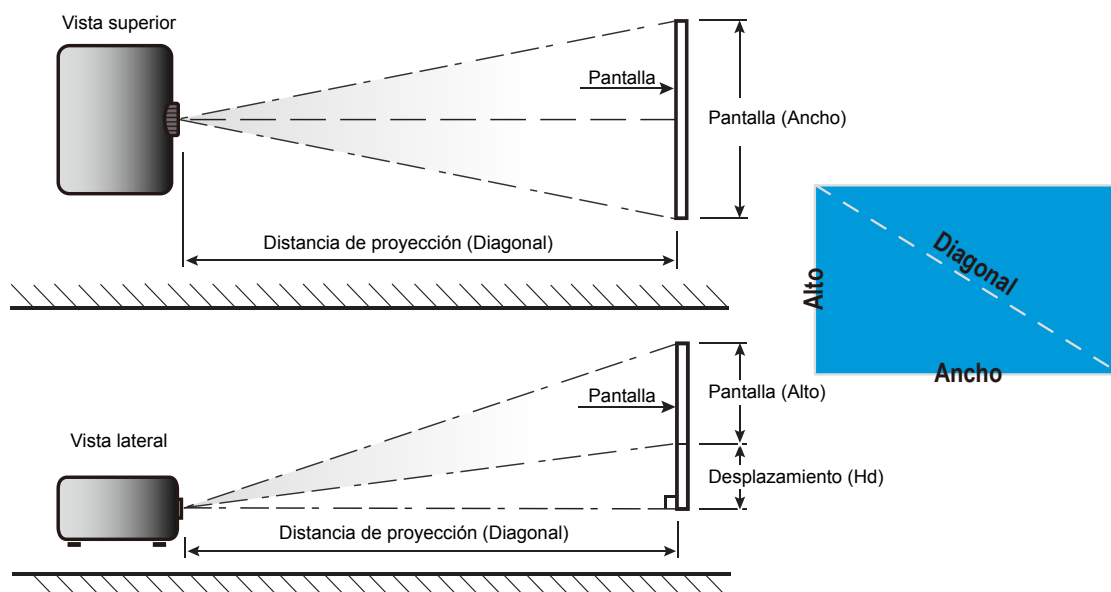 Vista superior
Pantalla
Pantalla (Ancho)
Distancia de proyección (Diagonal)
Alto
Diagonal
Ancho
Pantalla
Pantalla (Alto)
Vista lateral
Desplazamiento (Hd)
Distancia de proyección (Diagonal)